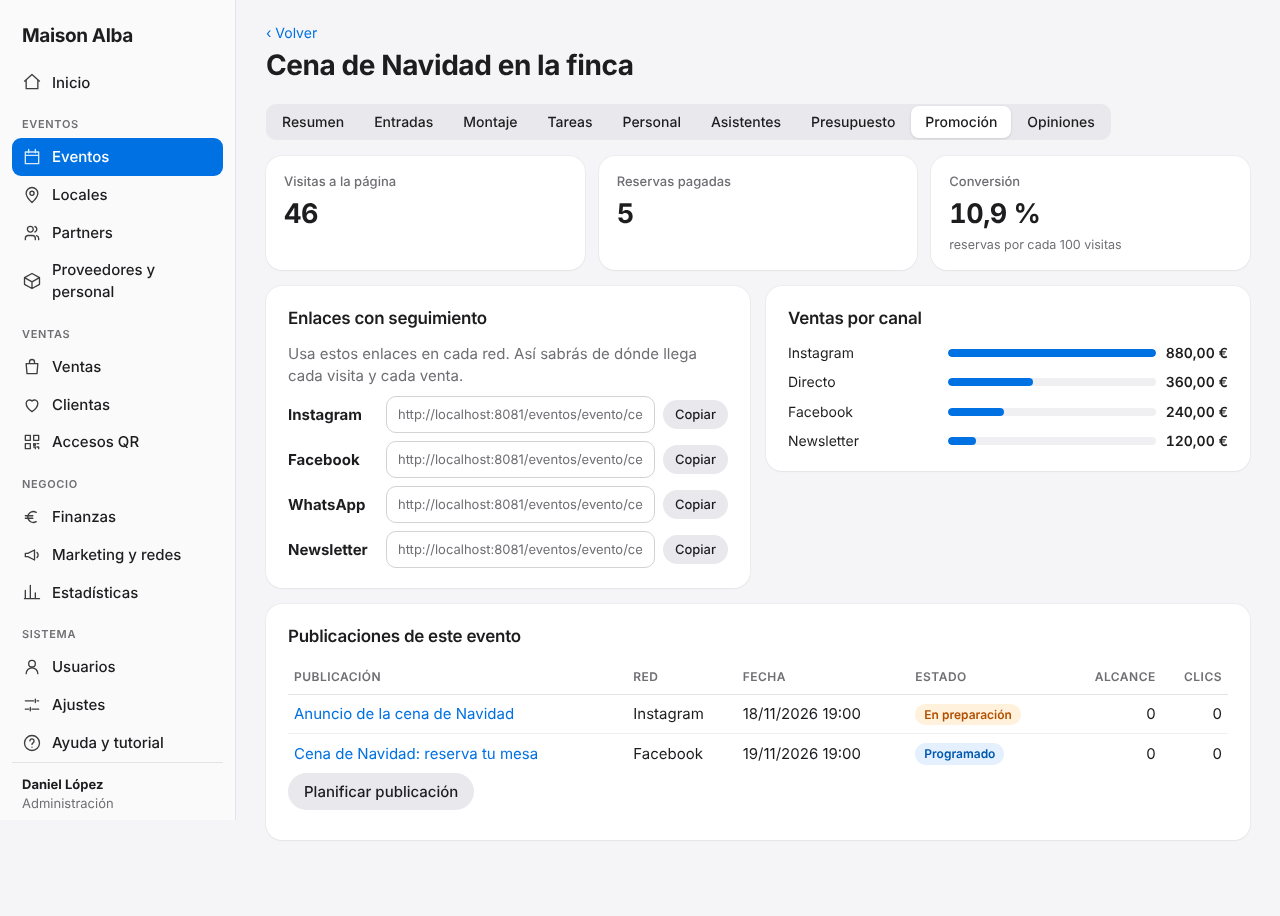 Maison Alba
Inicio
EVENTOS
Eventos
Locales
Partners
Proveedores y
personal
VENTAS
Ventas
Clientas
Accesos QR
NEGOCIO
Finanzas
Marketing y redes
Estadísticas
SISTEMA
Usuarios
Ajustes
Ayuda y tutorial
Daniel López
Administración
‹ Volver
Cena de Navidad en la finca
Resumen Entradas Montaje Tareas Personal Asistentes Presupuesto Promoción Opiniones
Visitas a la página
46
Reservas pagadas
5
Conversión
10,9 %
reservas por cada 100 visitas
Enlaces con seguimiento
Usa estos enlaces en cada red. Así sabrás de dónde llega
cada visita y cada venta.
Instagram http://localhost:8081/eventos/evento/ce Copiar
Facebook http://localhost:8081/eventos/evento/ce Copiar
WhatsApp http://localhost:8081/eventos/evento/ce Copiar
Newsletter http://localhost:8081/eventos/evento/ce Copiar
Ventas por canal
Instagram 880,00 €
Directo 360,00 €
Facebook 240,00 €
Newsletter 120,00 €
Publicaciones de este evento
PUBLICACIÓN RED FECHA ESTADO ALCANCE CLICS
Anuncio de la cena de Navidad Instagram 18/11/2026 19:00 En preparación 0 0
Cena de Navidad: reserva tu mesa Facebook 19/11/2026 19:00 Programado 0 0
Planificar publicación